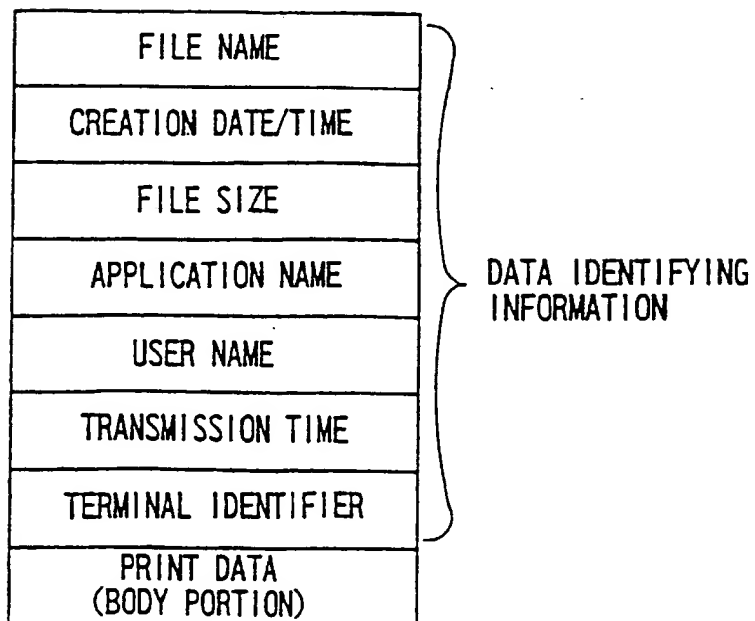 FILE NAME
CREATION DATE/TIME
FILE SIZE
APPLICATION NAME
USER NAME
TRANSMISSION TIME
TERMINAL IDENTIFIER
PRINT DATA
(BODY PORTION)
DATA IDENTIFYING
INFORMATION